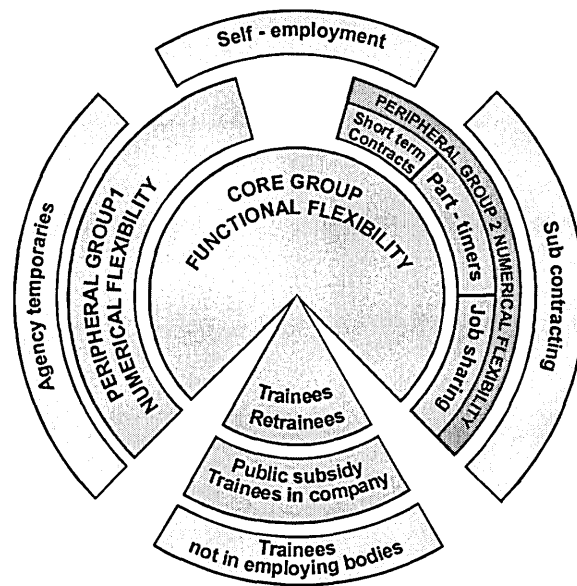 Self - employment
Agency temporaries
PERIPHERAL GROUP1
NUMERICAL FLEXIBILITY
CORE GROUP
FUNCTIONAL FLEXIBILITY
PERIPHERAL GROUP 2 NUMERICAL FLEXIBILITY
Short term
Contracts
Part - timers
Job sharing
Sub contracting
Trainees
Retrainees
Public subsidy
Trainees in company
Trainees
not in employing bodies